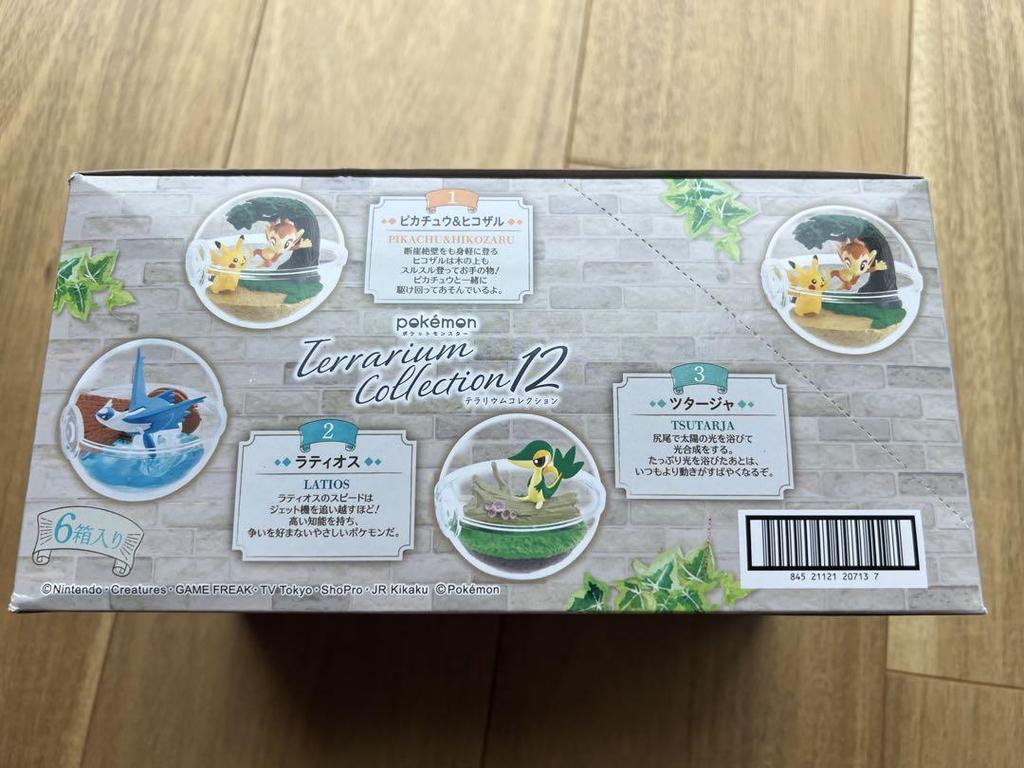 1
ピカチュウ&ヒコザル
PIKACHU&HIKOZARU
断崖絶壁をも身軽に登る
ヒコザルは木の上も
スルスル登ってお手の物!
ピカチュウと一緒に
駆け回っておそんでいるよ。
pokémon
ポケットモンスター
Terrarium
Collection 12
テラリウムコレクション
2
ラティオス
LATIOS
ラティオスのスピードは
ジェット機を追い越すほど!
高い知能を持ち、
争いを好まないやさしいポケモンだ。
3
ツタージャ
TSUTARJA
尻尾で太陽の光を浴びて
光合成をする。
たっぷり光を浴びたあとは、
いつもより動きがすばやくなるぞ。
6箱入り
©Nintendo・Creatures・GAME FREAK・TV Tokyo・ShoPro・JR Kikaku ©Pokémon
845 21121 20713 7